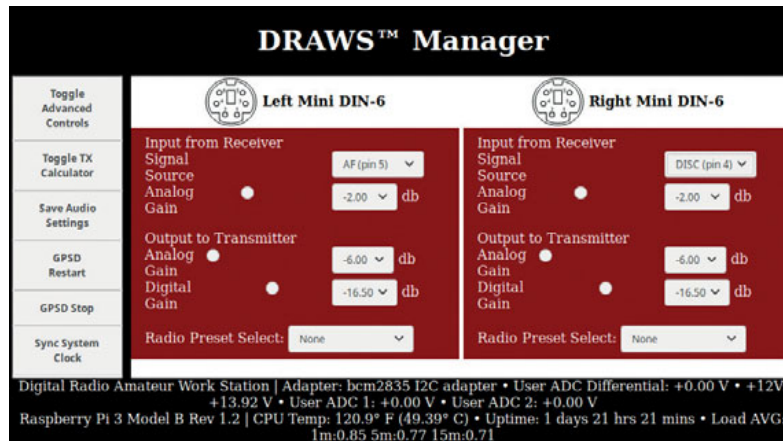 DRAWS™ Manager
Toggle
Advanced
Controls
Toggle TX
Calculator
Save Audio
Settings
GPSD
Restart
GPSD Stop
Sync System
Clock
Left Mini DIN-6
Input from Receiver
Signal
Source
AF (pin 5)
Analog
Gain
-2.00 db
Output to Transmitter
Analog
Gain
-6.00 db
Digital
Gain
-16.50 db
Radio Preset Select: None
Right Mini DIN-6
Input from Receiver
Signal
Source
DISC (pin 4)
Analog
Gain
-2.00 db
Output to Transmitter
Analog
Gain
-6.00 db
Digital
Gain
-16.50 db
Radio Preset Select: None
Digital Radio Amateur Work Station | Adapter: bcm2835 I2C adapter • User ADC Differential: +0.00 V • +12V
+13.92 V • User ADC 1: +0.00 V • User ADC 2: +0.00 V
Raspberry Pi 3 Model B Rev 1.2 | CPU Temp: 120.9° F (49.39° C) • Uptime: 1 days 21 hrs 21 mins • Load AVG
1m:0.85 5m:0.77 15m:0.71